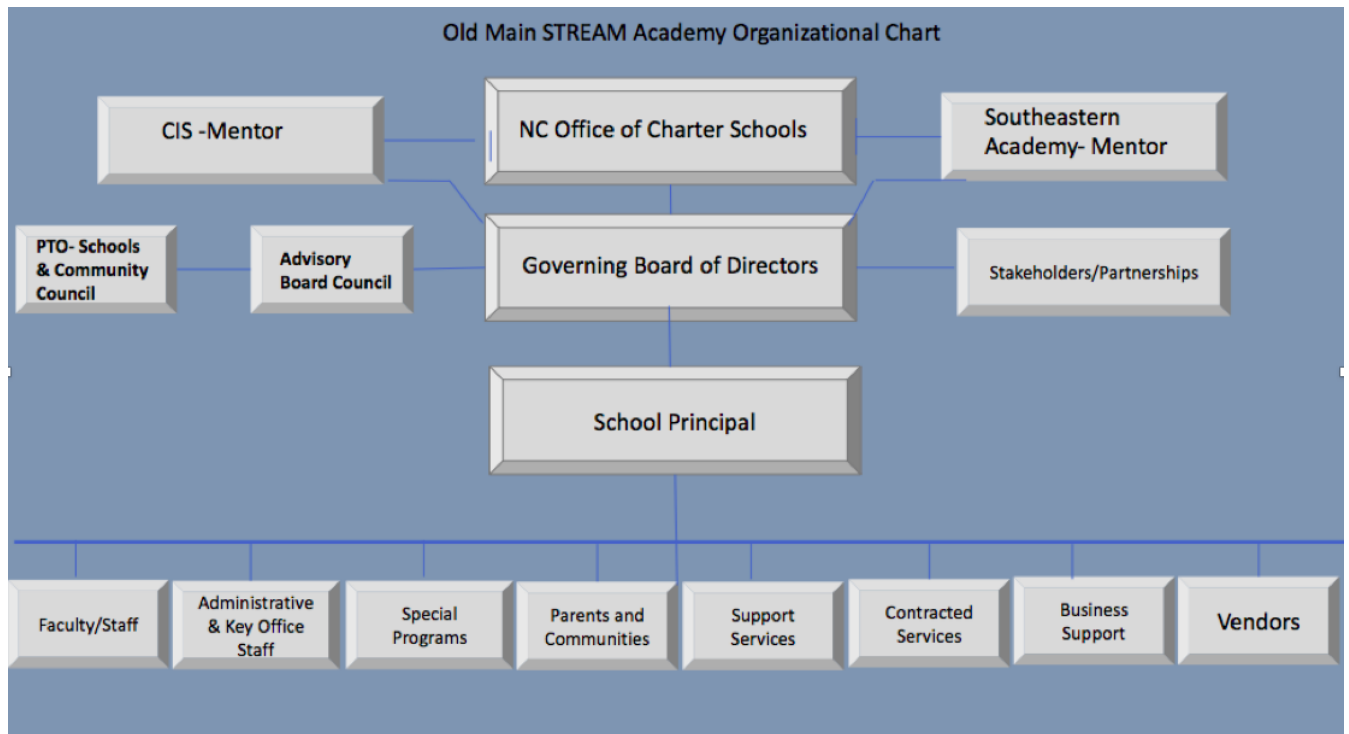 Old Main STREAM Academy Organizational Chart
CIS -Mentor
NC Office of Charter Schools
Southeastern
Academy- Mentor
PTO- Schools
& Community
Council
Advisory
Board Council
Governing Board of Directors
Stakeholders/Partnerships
School Principal
Faculty/Staff
Administrative
& Key Office
Staff
Special
Programs
Parents and
Communities
Support
Services
Contracted
Services
Business
Support
Vendors